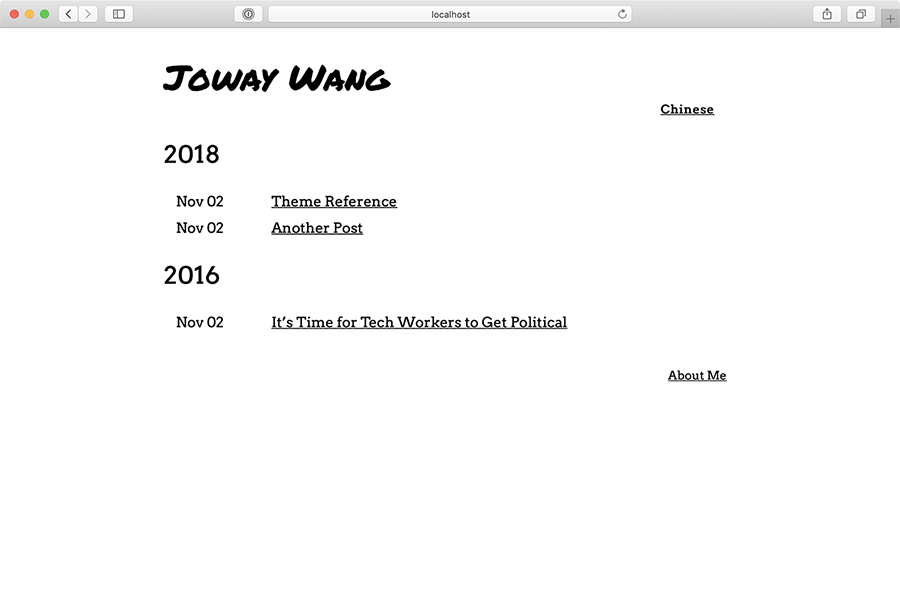 localhost
Joway Wang
Chinese
2018
Nov 02 Theme Reference
Nov 02 Another Post
2016
Nov 02 It’s Time for Tech Workers to Get Political
About Me